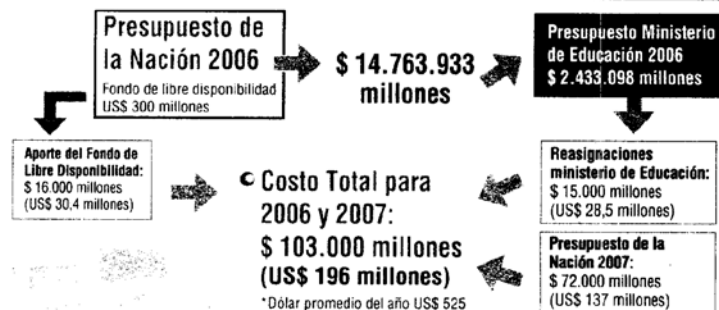 Presupuesto de
la Nación 2006
Fondo de libre disponibilidad
US$ 300 millones
$ 14.763.933
millones
Presupuesto Ministerio
de Educación 2006
$ 2.433.098 millones
Aporte del Fondo de
Libre Disponibilidad:
$ 16.000 millones
(US$ 30,4 millones)
Costo Total para
2006 y 2007:
$ 103.000 millones
(US$ 196 millones)
*Dólar promedio del año US$ 525
Reasignaciones
ministerio de Educación:
$ 15.000 millones
(US$ 28,5 millones)
Presupuesto de la
Nación 2007:
$ 72.000 millones
(US$ 137 millones)